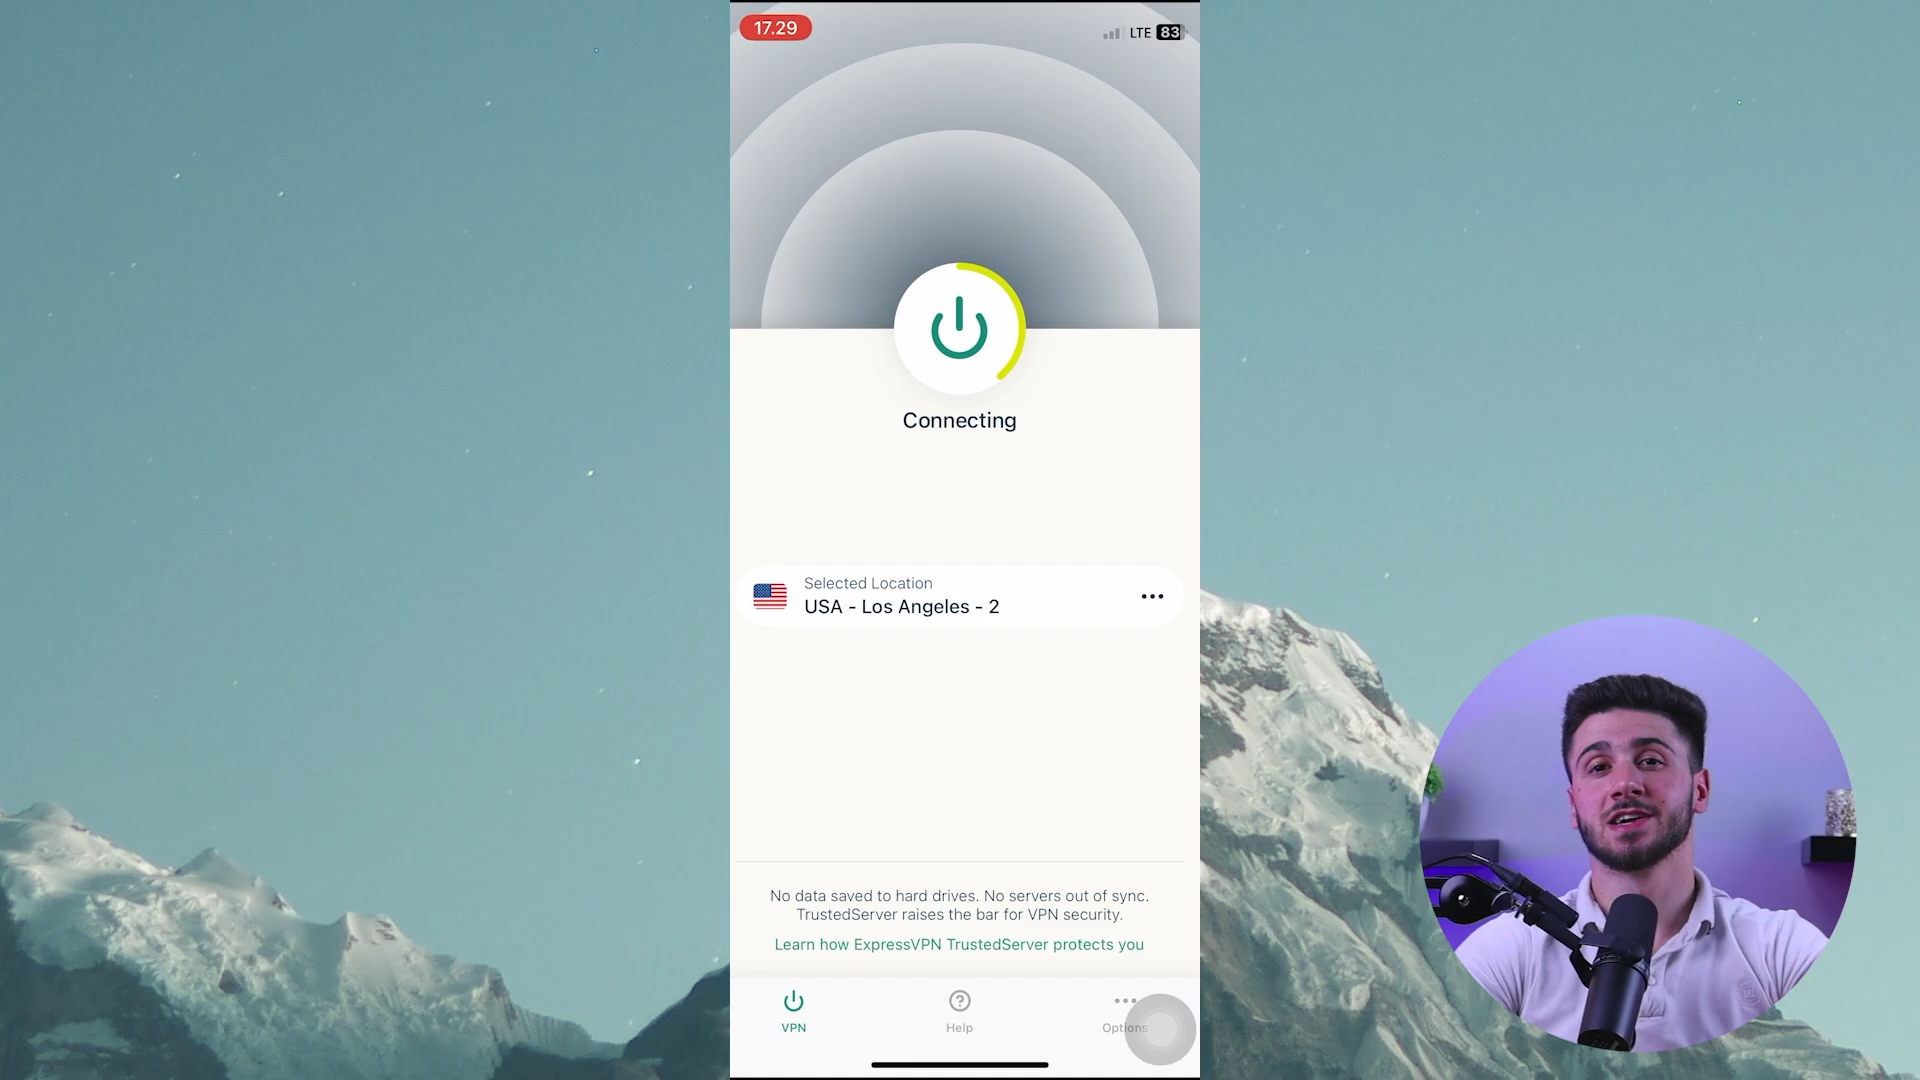 17.29
LTE 83
Connecting
Selected Location
USA - Los Angeles - 2
No data saved to hard drives. No servers out of sync.
TrustedServer raises the bar for VPN security.
Learn how ExpressVPN TrustedServer protects you
VPN
Help
Options